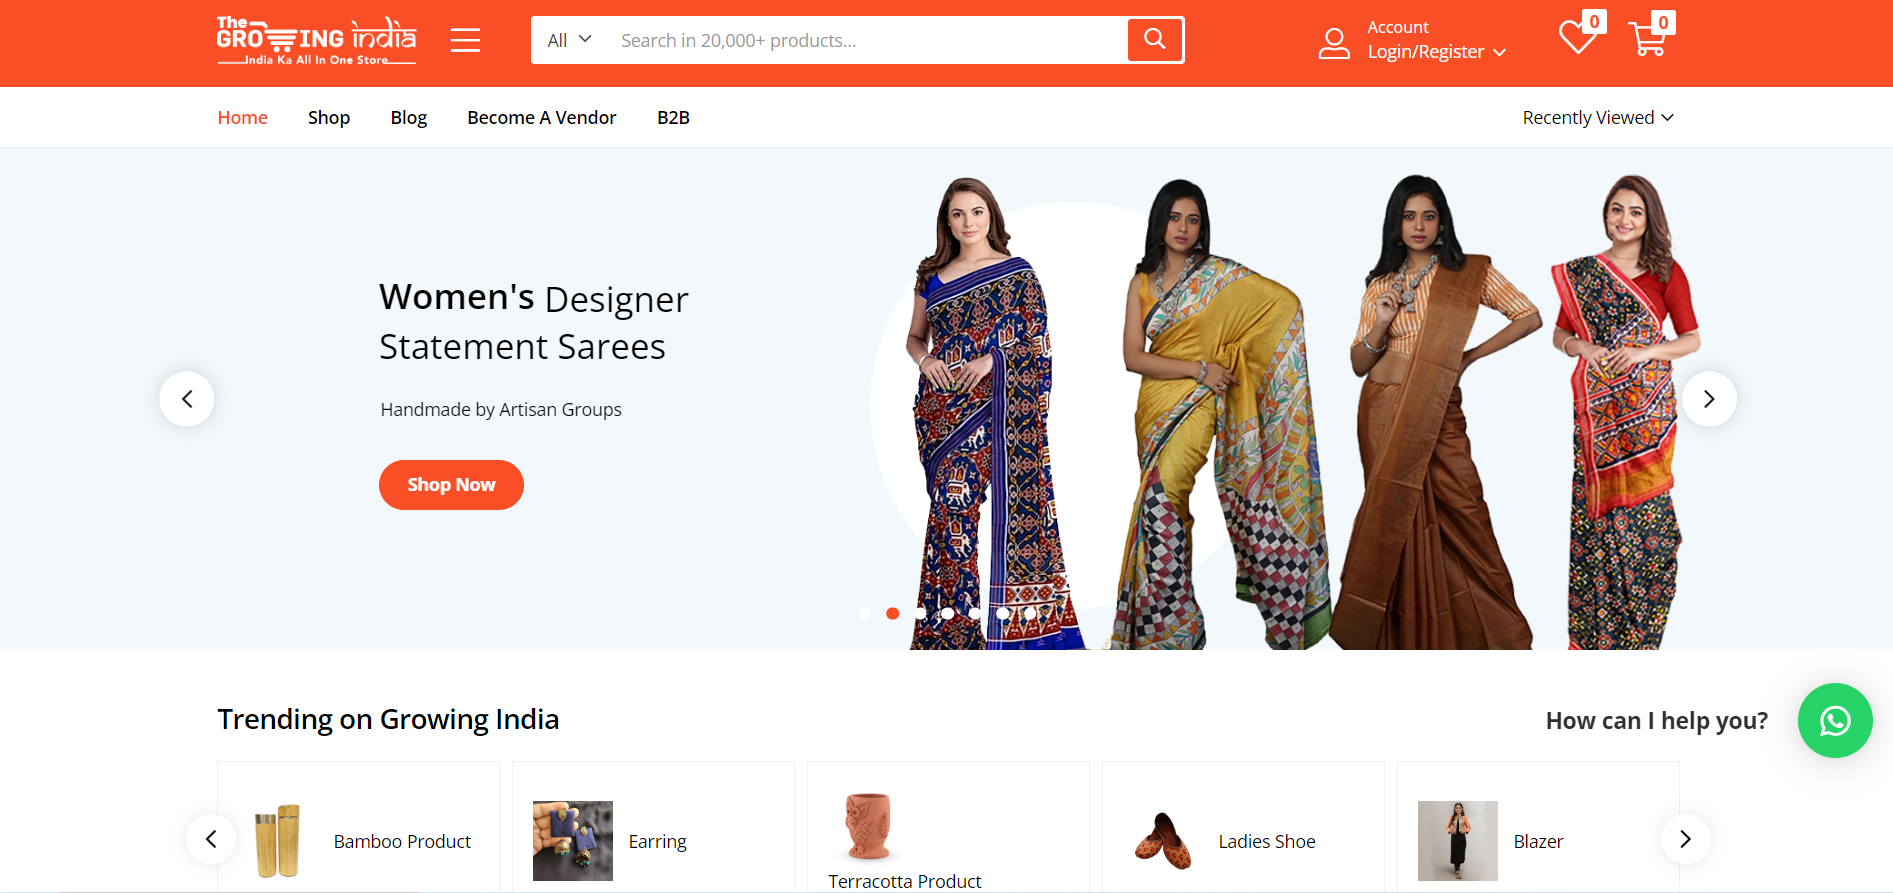 The
GROWING india
India Ka All In One Store
All
Search in 20,000+ products...
Account
Login/Register
0
0
Home
Shop
Blog
Become A Vendor
B2B
Recently Viewed
Women's Designer
Statement Sarees
Handmade by Artisan Groups
Shop Now
Trending on Growing India
How can I help you?
Bamboo Product
Earring
Terracotta Product
Ladies Shoe
Blazer